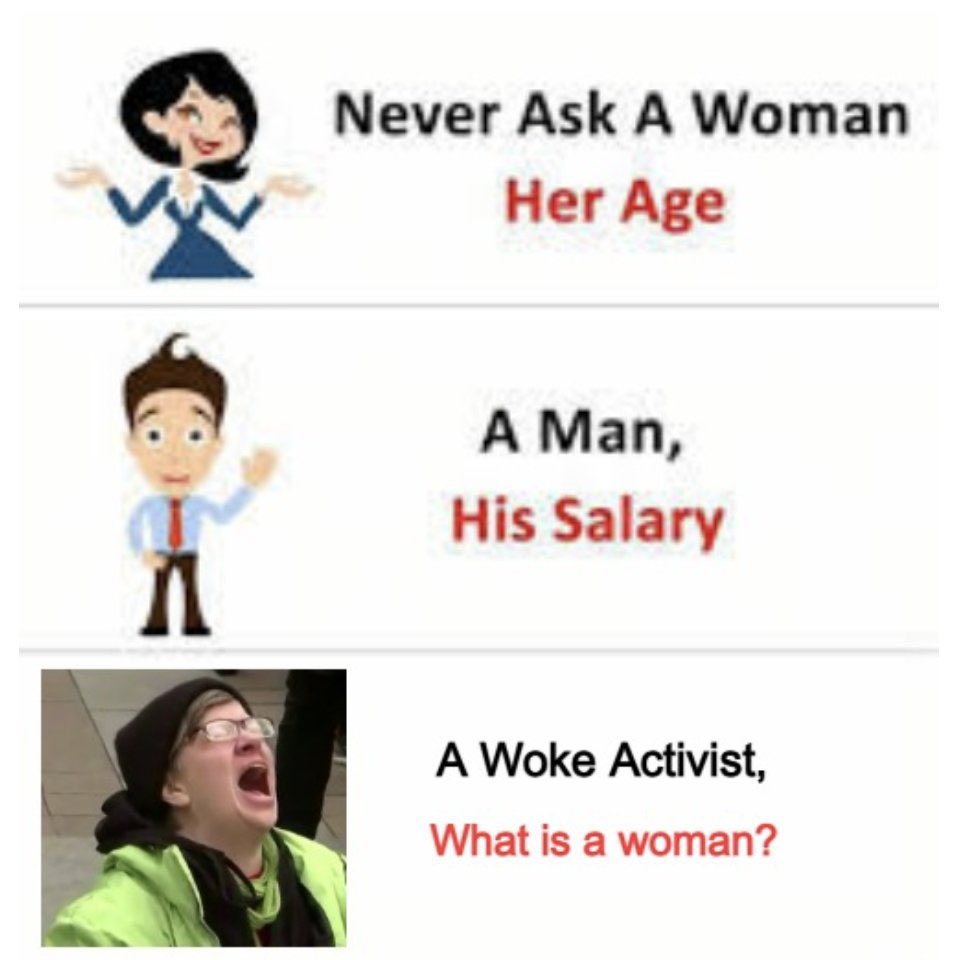 Never Ask A Woman
Her Age
A Man,
His Salary
A Woke Activist,
What is a woman?